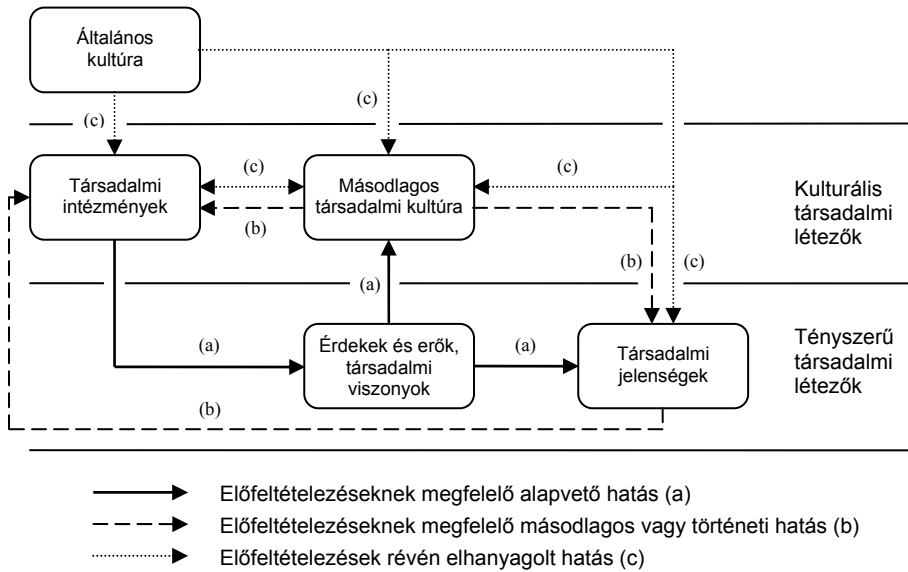 Általános
kultúra
(c)
(c)
Társadalmi
intézmények
(c)
Másodlagos
társadalmi kultúra
(c)
(b)
Kulturális
társadalmi
létezők
(b)
(c)
(a)
(a)
Érdekek és erők,
társadalmi
viszonyok
(a)
Társadalmi
jelenségek
Tényszerű
társadalmi
létezők
(b)
Előfeltételezéseknek megfelelő alapvető hatás (a)
Előfeltételezéseknek megfelelő másodlagos vagy történeti hatás (b)
Előfeltételezések révén elhanyagolt hatás (c)